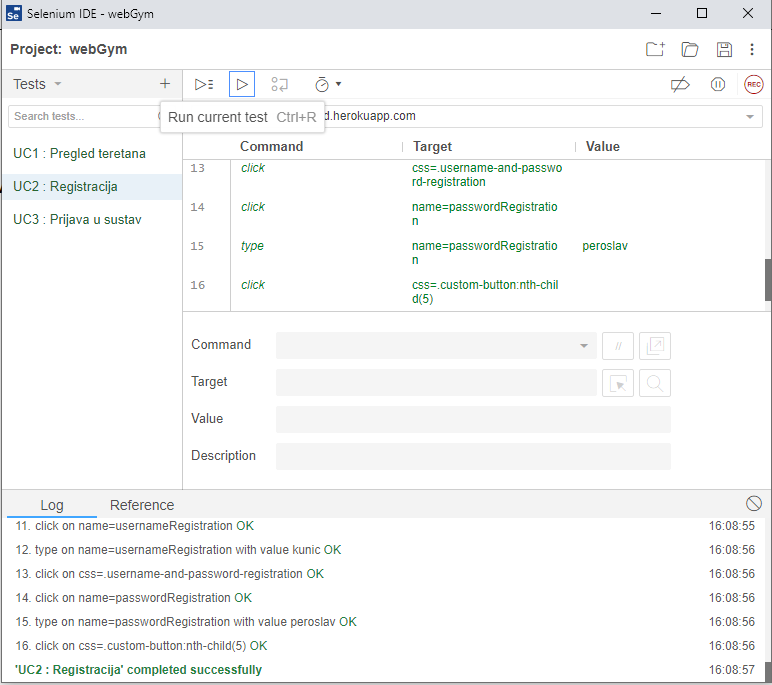 Selenium IDE - webGym
Project: webGym
Tests
REC
Search tests...
Run current test Ctrl+R
d.herokuapp.com
UC1 : Pregled teretana
UC2 : Registracija
UC3 : Prijava u sustav
Command Target Value
13 click css=.username-and-passwo
rd-registration
14 click name=passwordRegistratio
n
15 type name=passwordRegistratio peroslav
n
16 click css=.custom-button:nth-chil
d(5)
Command //
Target
Value
Description
Log Reference
11. click on name=usernameRegistration OK 16:08:55
12. type on name=usernameRegistration with value kunic OK 16:08:56
13. click on css=.username-and-password-registration OK 16:08:56
14. click on name=passwordRegistration OK 16:08:56
15. type on name=passwordRegistration with value peroslav OK 16:08:56
16. click on css=.custom-button:nth-child(5) OK 16:08:56
'UC2 : Registracija' completed successfully 16:08:57